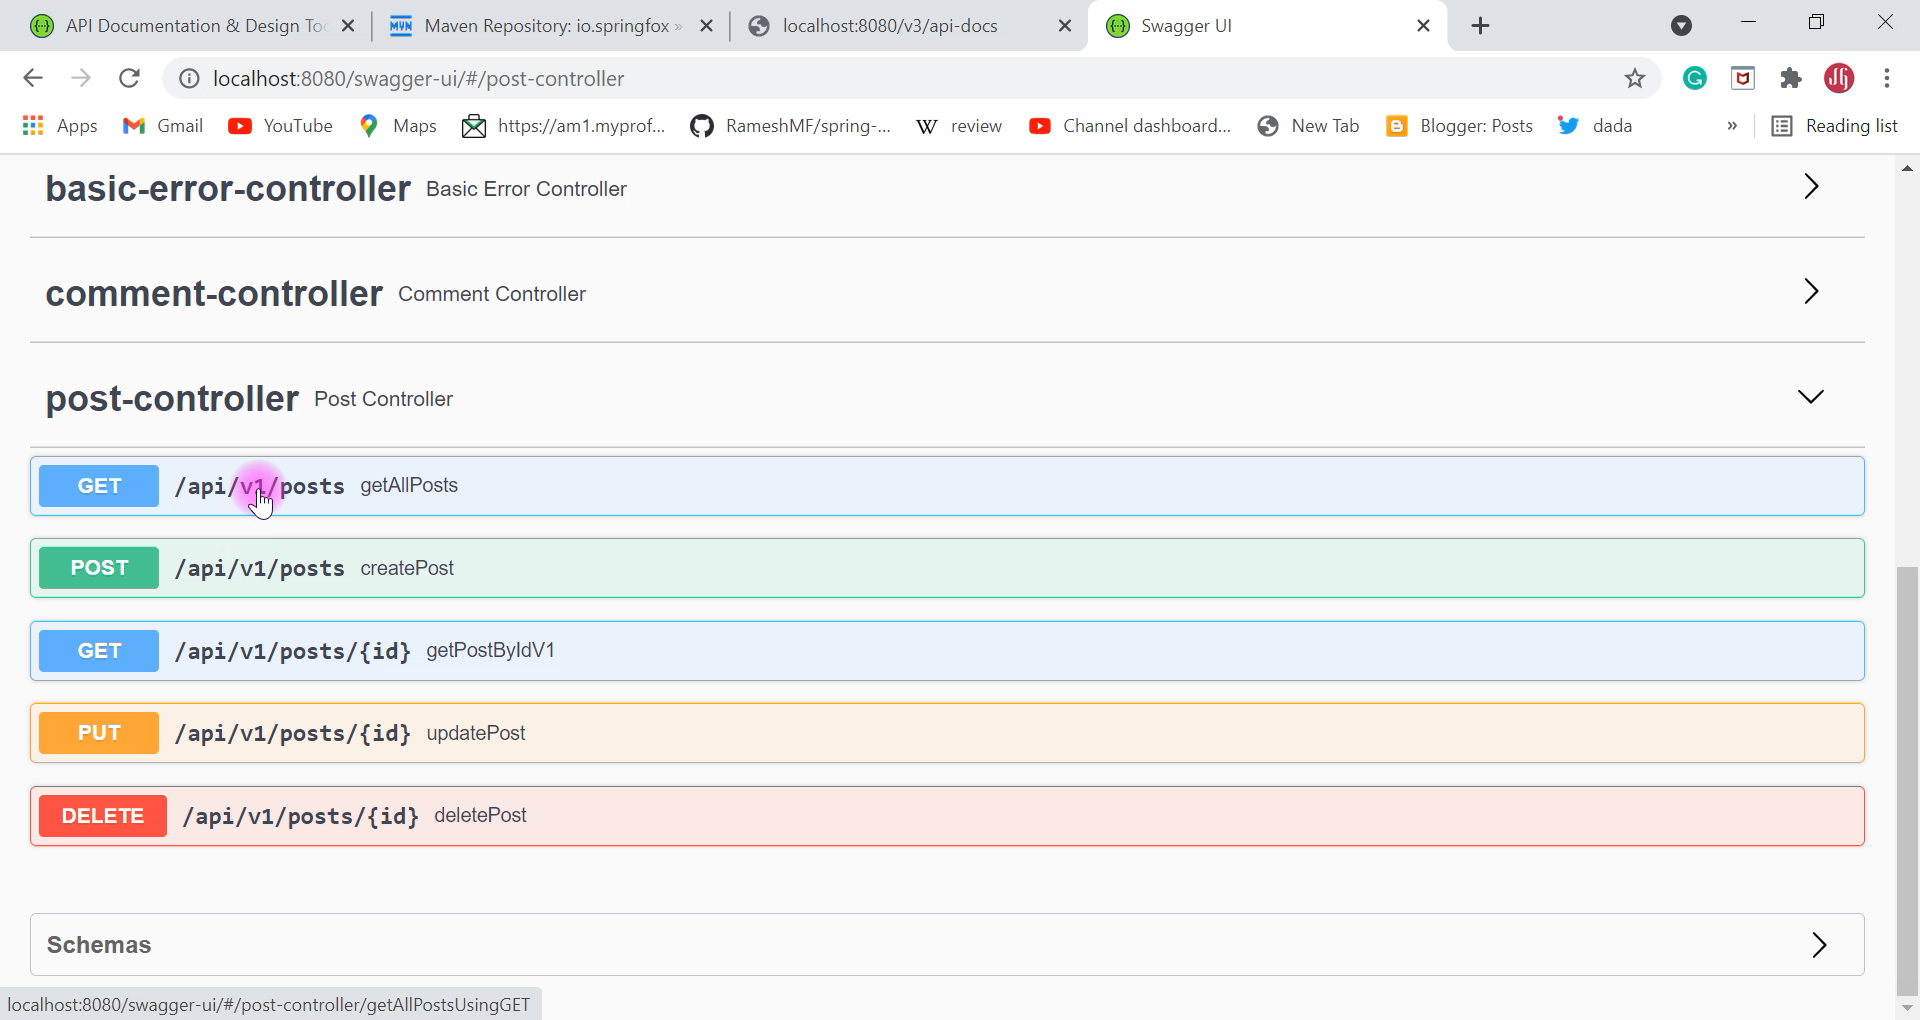 API Documentation & Design To
Maven Repository: io.springfox »
localhost:8080/v3/api-docs
Swagger UI
localhost:8080/swagger-ui/#/post-controller
Apps
Gmail
YouTube
Maps
https://am1.myprof...
RameshMF/spring-...
W review
Channel dashboard...
New Tab
Blogger: Posts
dada
»
Reading list
basic-error-controller Basic Error Controller
comment-controller Comment Controller
post-controller Post Controller
GET /api/v1/posts getAllPosts
POST /api/v1/posts createPost
GET /api/v1/posts/{id} getPostByIdV1
PUT /api/v1/posts/{id} updatePost
DELETE /api/v1/posts/{id} deletePost
Schemas
localhost:8080/swagger-ui/#/post-controller/getAllPostsUsingGET